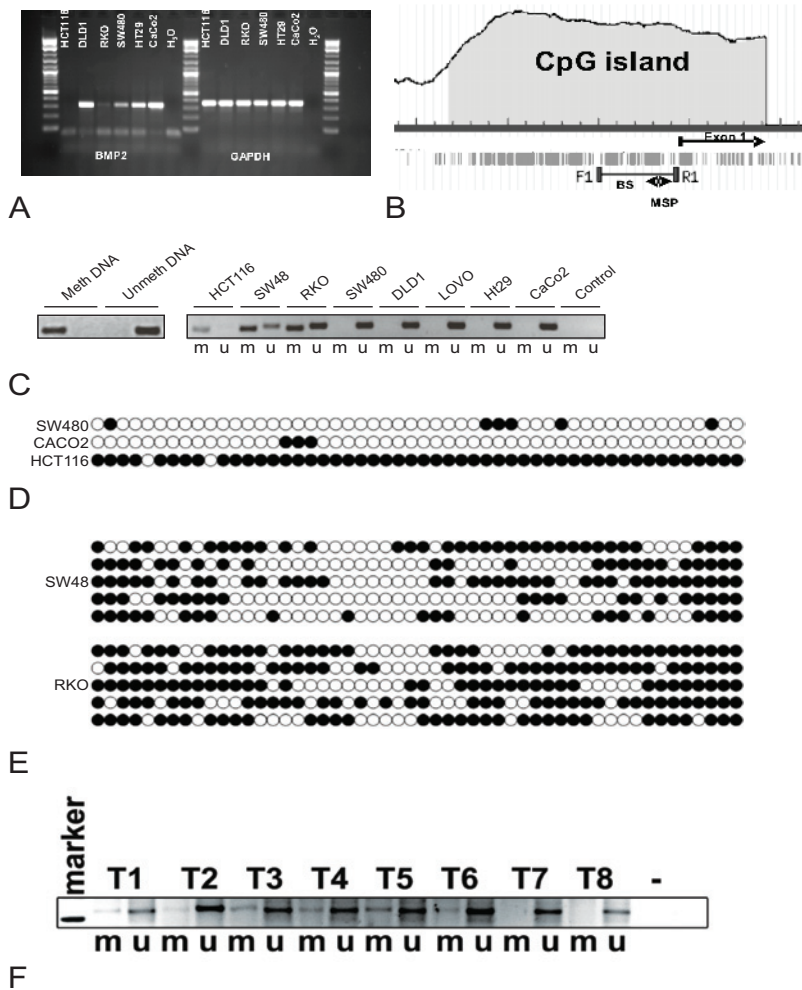 HCT116 DLD1 RKO SW480 HT29 CaCo2 H2O HCT116 DLD1 RKO SW480 HT29 CaCo2 H2O
BMP2 GAPDH
A
CpG island
Exon 1
F1 BS R1
MSP
B
Meth DNA Unmeth DNA HCT116 SW48 RKO SW480 DLD1 LOVO Ht29 CaCo2 Control
m u m u m u m u m u m u m u m u m u
C
SW480
CACO2
HCT116
D
SW48
RKO
E
marker T1 T2 T3 T4 T5 T6 T7 T8 -
m u m u m u m u m u m u m u m u
F